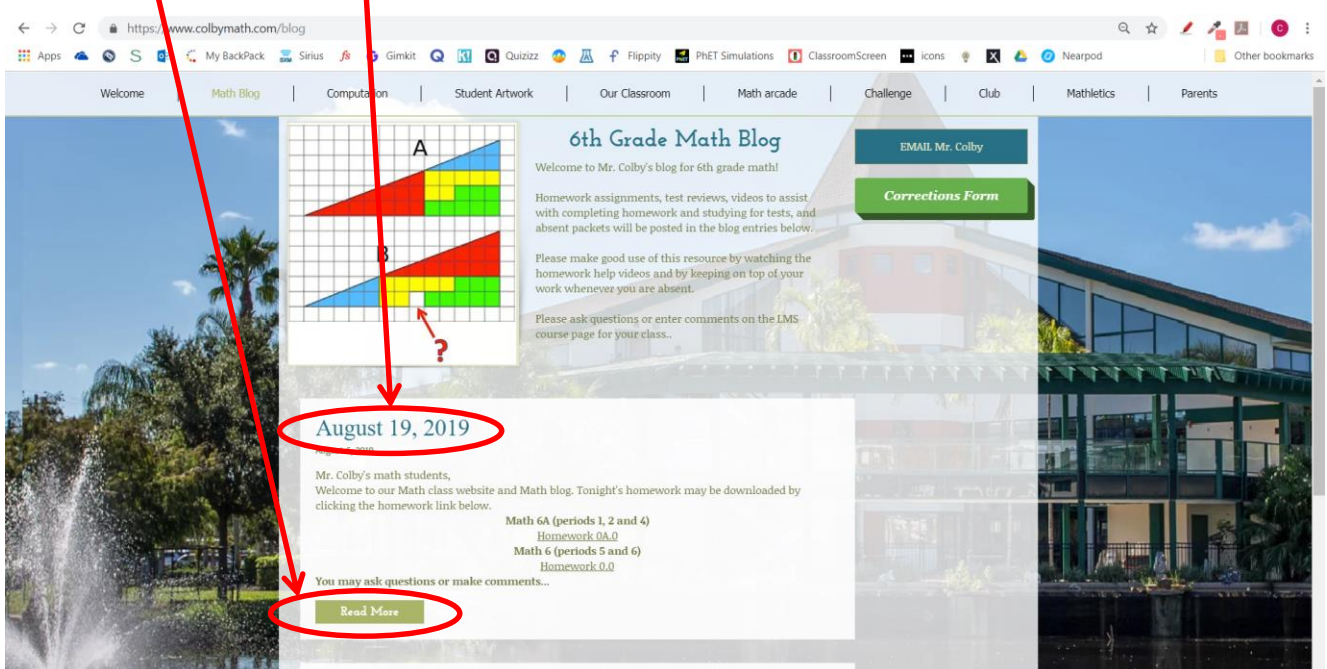 https://www.colbymath.com/blog
Apps
S
My BackPack
Sirius
fs
Gimkit
Quizizz
Flippity
PhET Simulations
ClassroomScreen
icons
Nearpod
Other bookmarks
Welcome | Math Blog | Computation | Student Artwork | Our Classroom | Math arcade | Challenge | Club | Mathletics | Parents
A
B
?
6th Grade Math Blog
Welcome to Mr. Colby's blog for 6th grade math!
Homework assignments, test reviews, videos to assist
with completing homework and studying for tests, and
absent packets will be posted in the blog entries below.
Please make good use of this resource by watching the
homework help videos and by keeping on top of your
work whenever you are absent.
Please ask questions or enter comments on the LMS
course page for your class..
EMAIL Mr. Colby
Corrections Form
August 19, 2019
Mr. Colby's math students,
Welcome to our Math class website and Math blog. Tonight's homework may be downloaded by
clicking the homework link below.
Math 6A (periods 1, 2 and 4)
Homework 0A.0
Math 6 (periods 5 and 6)
Homework 0.0
You may ask questions or make comments...
Read More